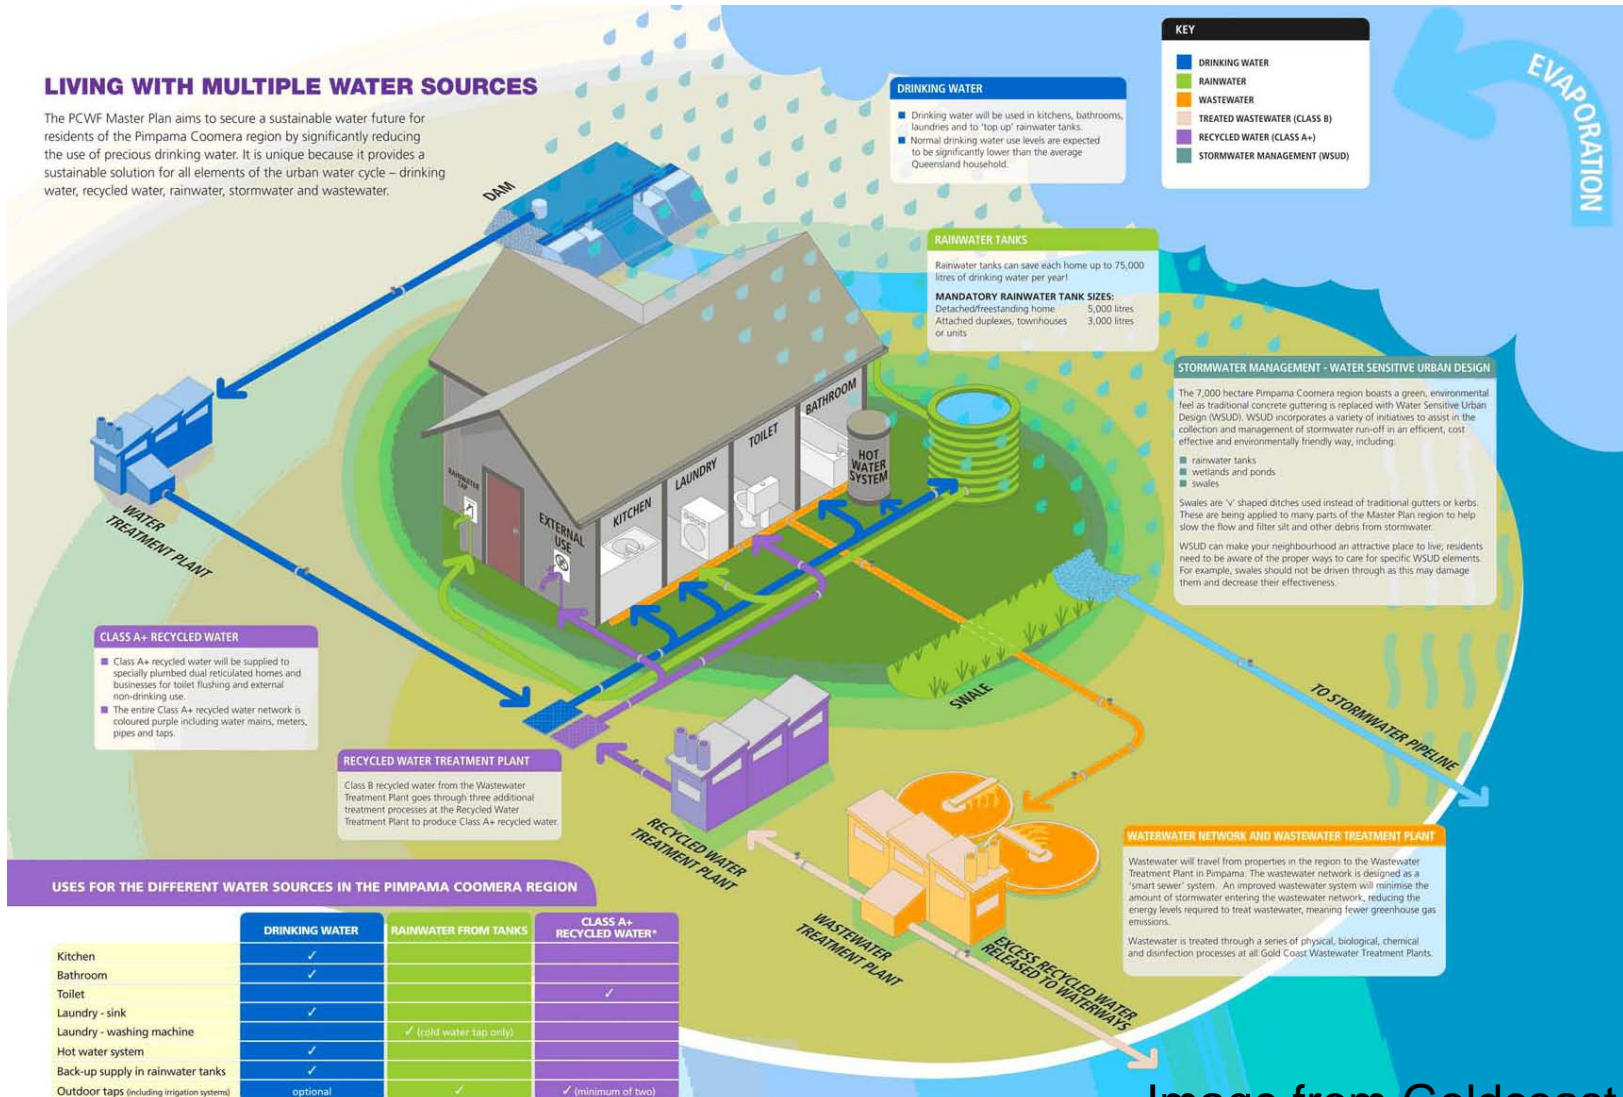 LIVING WITH MULTIPLE WATER SOURCES
The PCWF Master Plan aims to secure a sustainable water future for
residents of the Pimpama Coomera region by significantly reducing
the use of precious drinking water. It is unique because it provides a
sustainable solution for all elements of the urban water cycle – drinking
water, recycled water, rainwater, stormwater and wastewater.
DAM
DRINKING WATER
Drinking water will be used in kitchens, bathrooms,
laundries and to 'top up' rainwater tanks.
Normal drinking water use levels are expected
to be significantly lower than the average
Queensland household.
KEY
DRINKING WATER
RAINWATER
WASTEWATER
TREATED WASTEWATER (CLASS B)
RECYCLED WATER (CLASS A+)
STORMWATER MANAGEMENT (WSUD)
EVAPORATION
RAINWATER TANKS
Rainwater tanks can save each home up to 75,000
litres of drinking water per year!
MANDATORY RAINWATER TANK SIZES:
Detached/freestanding home 5,000 litres
Attached duplexes, townhouses 3,000 litres
or units
STORMWATER MANAGEMENT - WATER SENSITIVE URBAN DESIGN
The 7,000 hectare Pimpama Coomera region boasts a green, environmental
feel as traditional concrete guttering is replaced with Water Sensitive Urban
Design (WSUD). WSUD incorporates a variety of initiatives to assist in the
collection and management of stormwater run-off in an efficient, cost
effective and environmentally friendly way, including:
rainwater tanks
wetlands and ponds
swales
Swales are 'v' shaped ditches used instead of traditional gutters or kerbs.
These are being applied to many parts of the Master Plan region to help
slow the flow and filter silt and other debris from stormwater.
WSUD can make your neighbourhood an attractive place to live; residents
need to be aware of the proper ways to care for specific WSUD elements.
For example, swales should not be driven through as this may damage
them and decrease their effectiveness.
WATER
TREATMENT PLANT
RAINWATER
TAP
EXTERNAL
USE
KITCHEN
LAUNDRY
TOILET
BATHROOM
HOT
WATER
SYSTEM
SWALE
TO STORMWATER PIPELINE
CLASS A+ RECYCLED WATER
Class A+ recycled water will be supplied to
specially plumbed dual reticulated homes and
businesses for toilet flushing and external
non-drinking use.
The entire Class A+ recycled water network is
coloured purple including water mains, meters,
pipes and taps.
RECYCLED WATER TREATMENT PLANT
Class B recycled water from the Wastewater
Treatment Plant goes through three additional
treatment processes at the Recycled Water
Treatment Plant to produce Class A+ recycled water.
RECYCLED WATER
TREATMENT PLANT
WASTEWATER
TREATMENT PLANT
EXCESS RECYCLED WATER
RELEASED TO WATERWAYS
WATERWATER NETWORK AND WASTEWATER TREATMENT PLANT
Wastewater will travel from properties in the region to the Wastewater
Treatment Plant in Pimpama. The wastewater network is designed as a
'smart sewer' system. An improved wastewater system will minimise the
amount of stormwater entering the wastewater network, reducing the
energy levels required to treat wastewater, meaning fewer greenhouse gas
emissions.
Wastewater is treated through a series of physical, biological, chemical
and disinfection processes at all Gold Coast Wastewater Treatment Plants.
USES FOR THE DIFFERENT WATER SOURCES IN THE PIMPAMA COOMERA REGION
DRINKING WATER RAINWATER FROM TANKS CLASS A+ RECYCLED WATER*
Kitchen ✓
Bathroom ✓
Toilet ✓
Laundry - sink ✓
Laundry - washing machine ✓ (cold water tap only)
Hot water system ✓
Back-up supply in rainwater tanks ✓
Outdoor taps (including irrigation systems) optional ✓ ✓ (minimum of two)
Image from Goldcoast